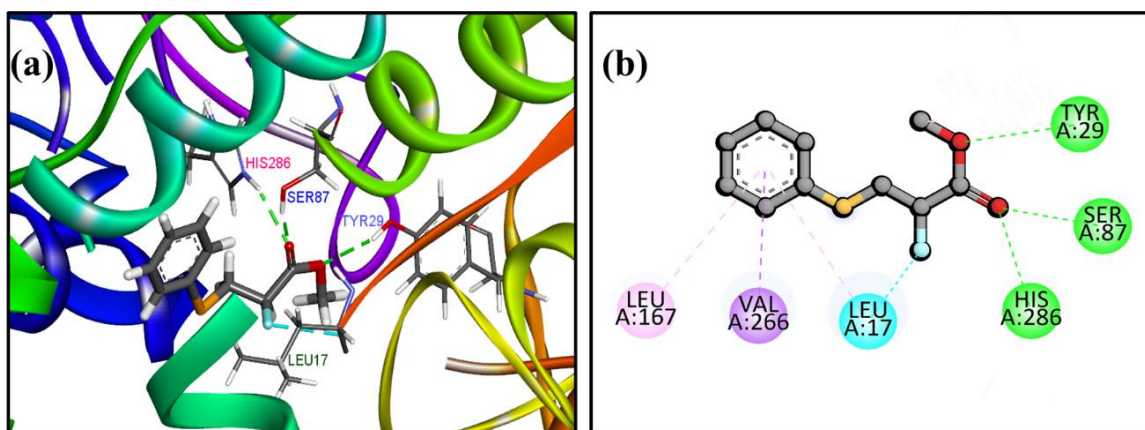 (a)
HIS286
SER87
TYR29
LEU17
(b)
TYR
A:29
SER
A:87
LEU
A:167
VAL
A:266
LEU
A:17
HIS
A:286